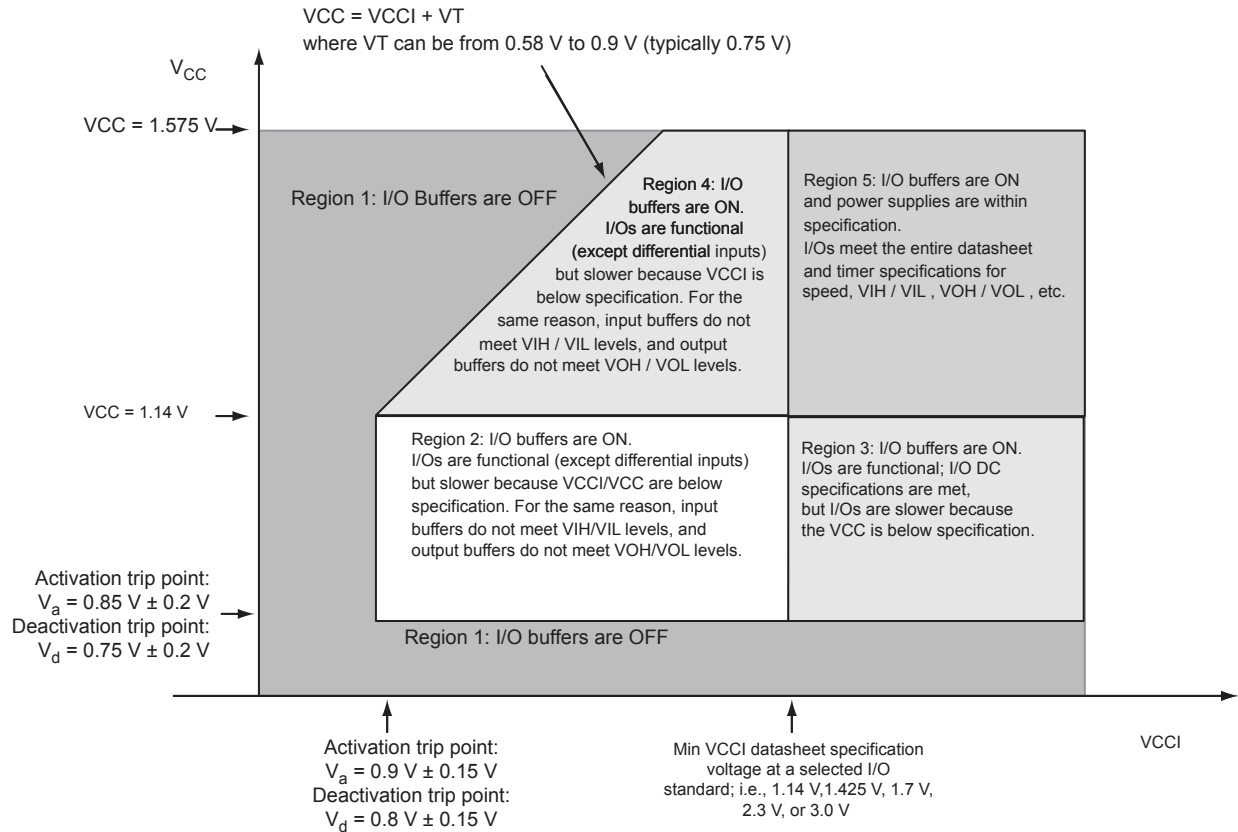 VCC = VCCI + VT
where VT can be from 0.58 V to 0.9 V (typically 0.75 V)
VCC
VCC = 1.575 V
Region 1: I/O Buffers are OFF
Region 4: I/O
buffers are ON.
I/Os are functional
(except differential inputs)
but slower because VCCI is
below specification. For the
same reason, input buffers do not
meet VIH / VIL levels, and output
buffers do not meet VOH / VOL levels.
Region 5: I/O buffers are ON
and power supplies are within
specification.
I/Os meet the entire datasheet
and timer specifications for
speed, VIH / VIL , VOH / VOL , etc.
VCC = 1.14 V
Region 2: I/O buffers are ON.
I/Os are functional (except differential inputs)
but slower because VCCI/VCC are below
specification. For the same reason, input
buffers do not meet VIH/VIL levels, and
output buffers do not meet VOH/VOL levels.
Region 3: I/O buffers are ON.
I/Os are functional; I/O DC
specifications are met,
but I/Os are slower because
the VCC is below specification.
Activation trip point:
Va = 0.85 V ± 0.2 V
Deactivation trip point:
Vd = 0.75 V ± 0.2 V
Region 1: I/O buffers are OFF
Activation trip point:
Va = 0.9 V ± 0.15 V
Deactivation trip point:
Vd = 0.8 V ± 0.15 V
Min VCCI datasheet specification
voltage at a selected I/O
standard; i.e., 1.14 V,1.425 V, 1.7 V,
2.3 V, or 3.0 V
VCCI